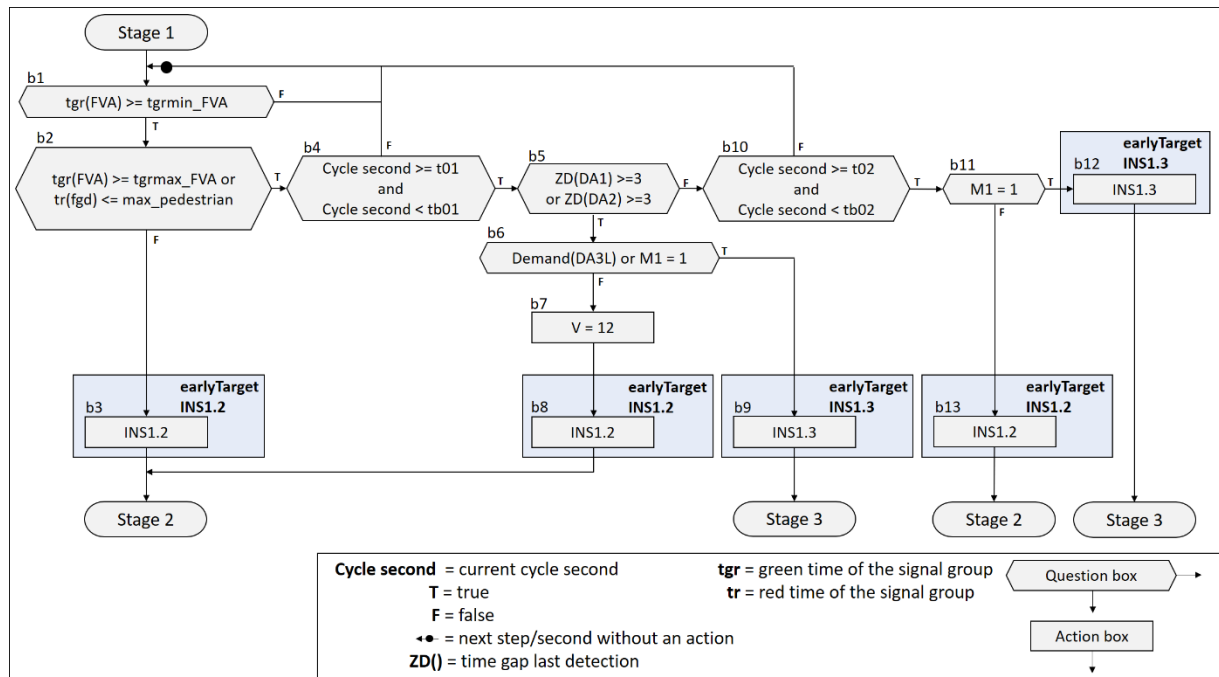 Stage 1
b1
tgr(FVA) >= tgrmin_FVA
F
T
b2
tgr(FVA) >= tgrmax_FVA or
tr(fgd) <= max_pedestrian
T
F
b4
Cycle second >= t01
and
Cycle second < tb01
F
T
b5
ZD(DA1) >=3
or ZD(DA2) >=3
F
T
b10
Cycle second >= t02
and
Cycle second < tb02
F
T
b11
M1 = 1
T
F
earlyTarget
INS1.3
b12
INS1.3
b6
Demand(DA3L) or M1 = 1
T
F
b7
V = 12
earlyTarget
INS1.2
b3
INS1.2
earlyTarget
INS1.2
b8
INS1.2
earlyTarget
INS1.3
b9
INS1.3
earlyTarget
INS1.2
b13
INS1.2
Stage 2
Stage 3
Stage 2
Stage 3
Cycle second = current cycle second
T = true
F = false
= next step/second without an action
ZD() = time gap last detection
tgr = green time of the signal group
tr = red time of the signal group
Question box
Action box